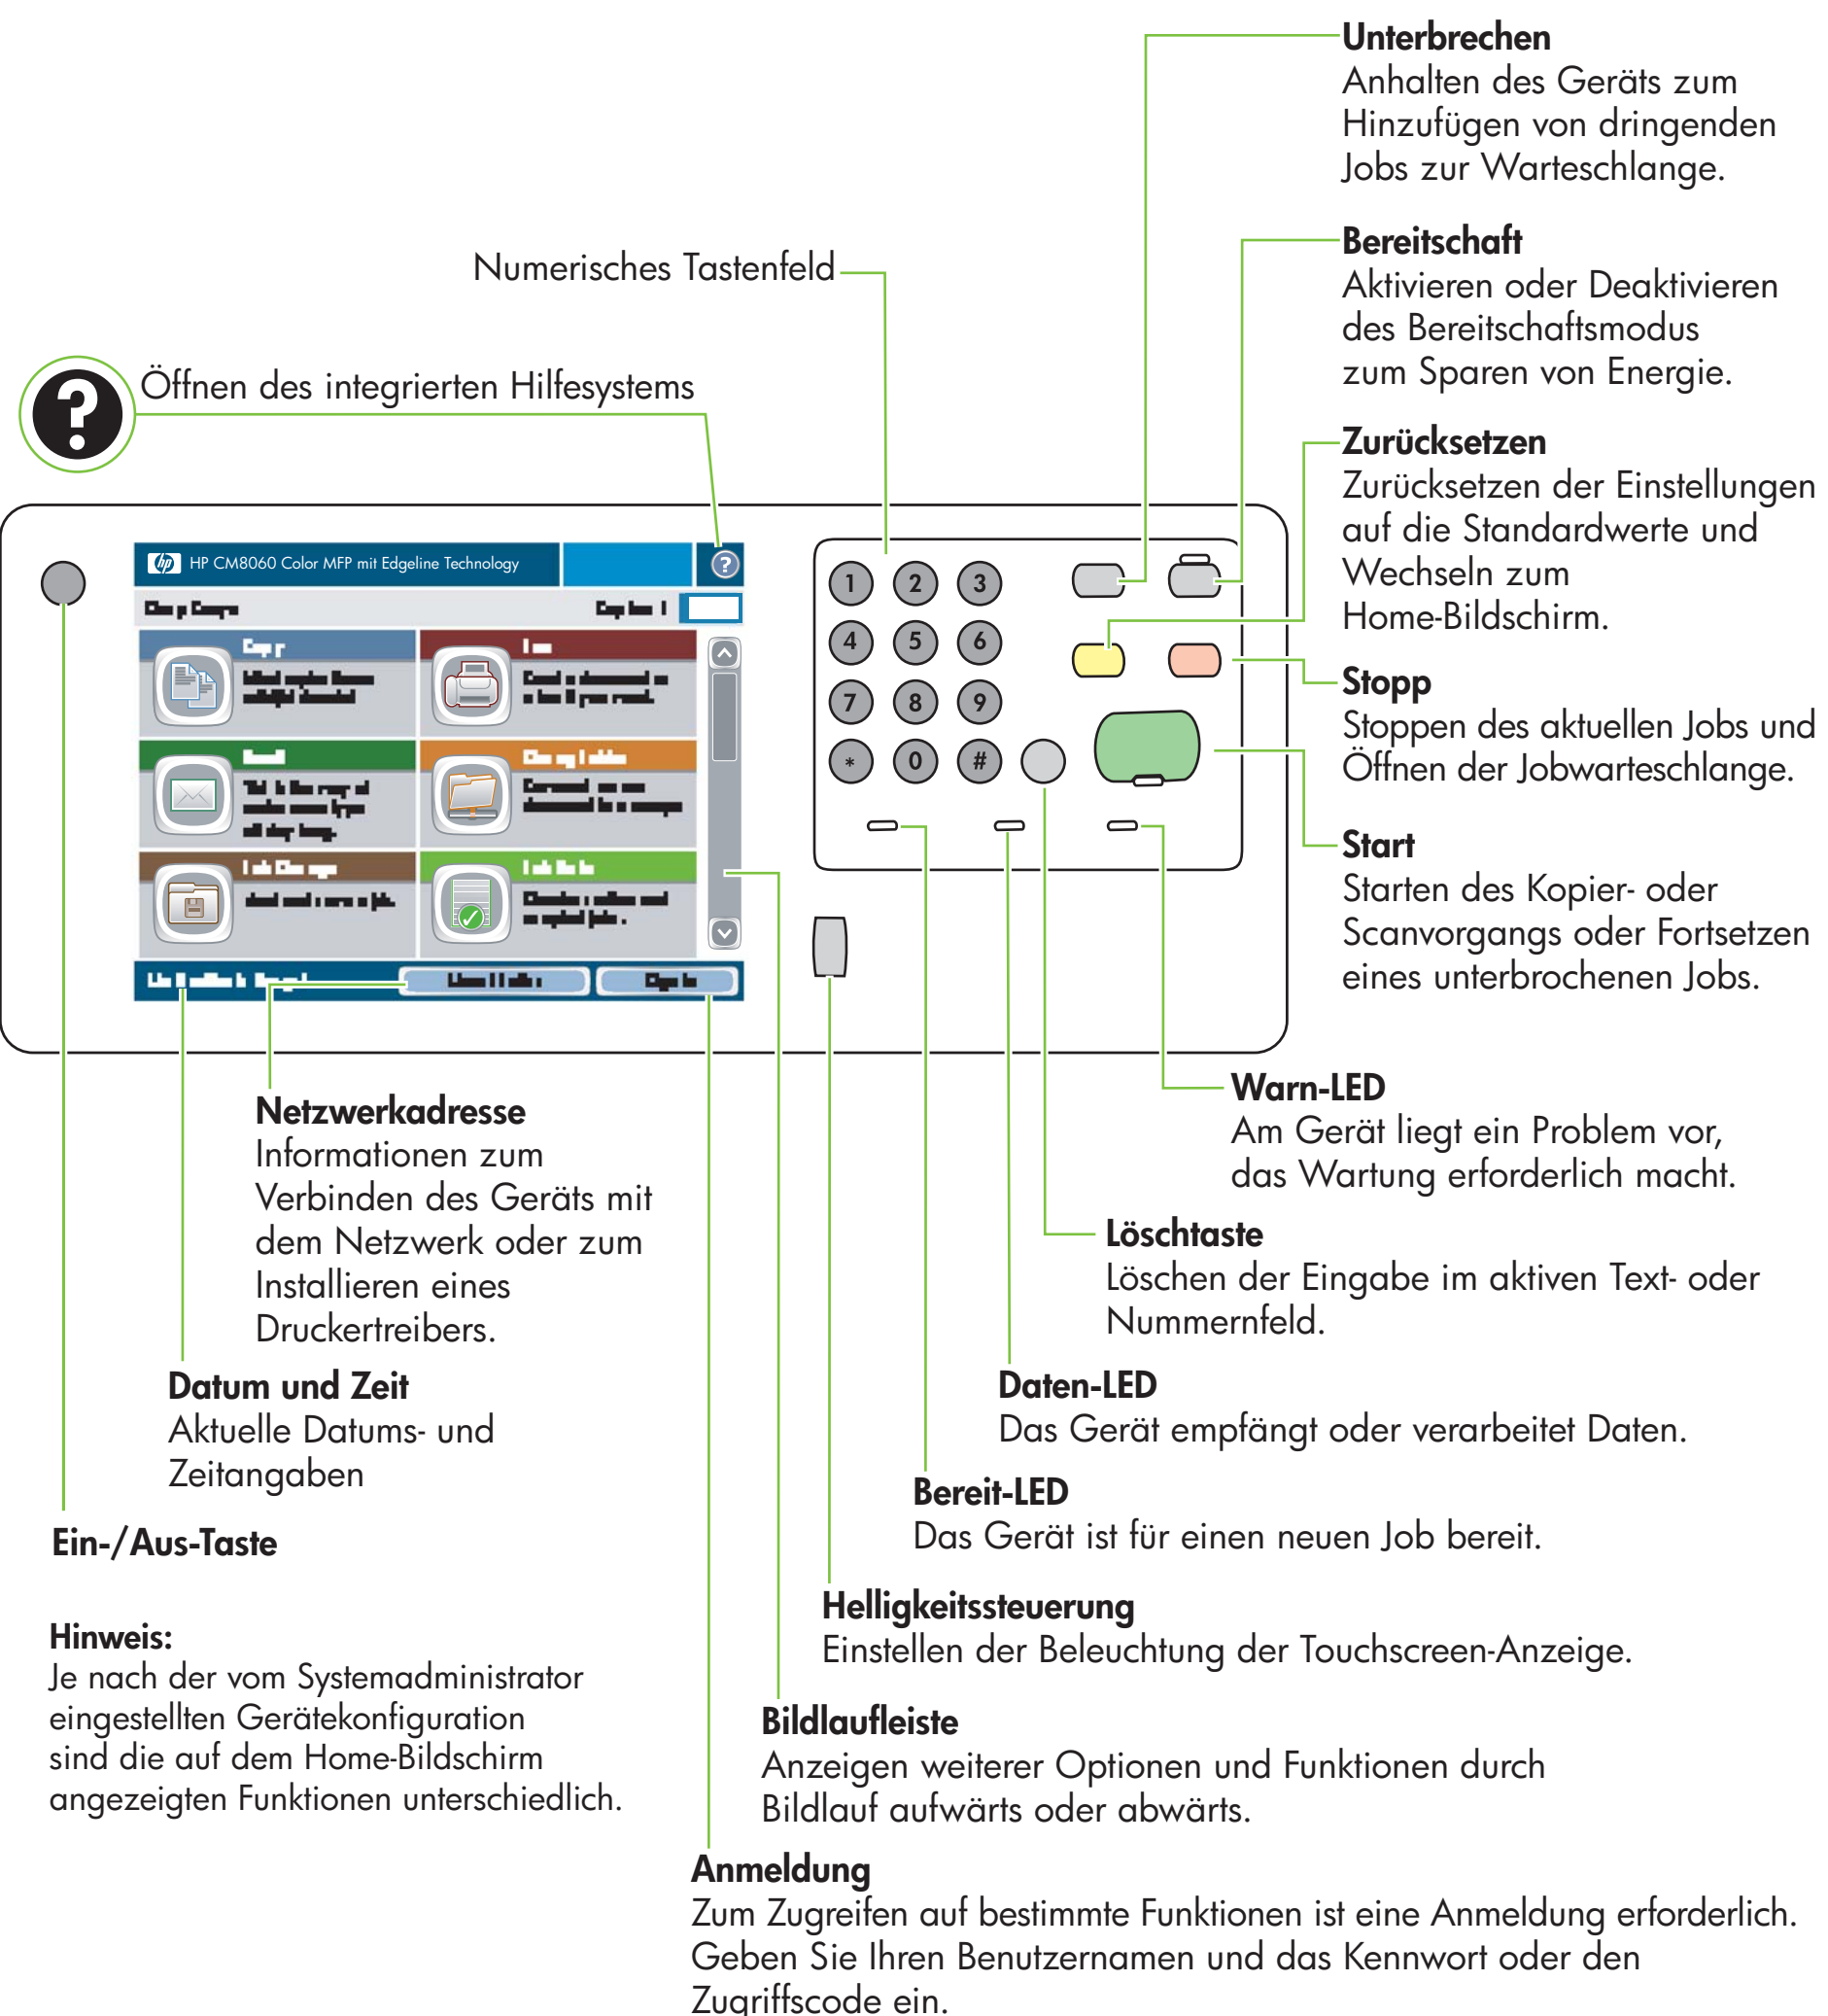 Unterbrechen
Anhalten des Geräts zum
Hinzufügen von dringenden
Jobs zur Warteschlange.
Numerisches Tastenfeld
Bereitschaft
Aktivieren oder Deaktivieren
des Bereitschaftsmodus
zum Sparen von Energie.
?
Öffnen des integrierten Hilfesystems
Zurücksetzen
Zurücksetzen der Einstellungen
auf die Standardwerte und
Wechseln zum
Home-Bildschirm.
hp HP CM8060 Color MFP mit Edgeline Technology ?
1 2 3
4 5 6
7 8 9
* 0 #
Stopp
Stoppen des aktuellen Jobs und
Öffnen der Jobwarteschlange.
Start
Starten des Kopier- oder
Scanvorgangs oder Fortsetzen
eines unterbrochenen Jobs.
Warn-LED
Am Gerät liegt ein Problem vor,
das Wartung erforderlich macht.
Netzwerkadresse
Informationen zum
Verbinden des Geräts mit
dem Netzwerk oder zum
Installieren eines
Druckertreibers.
Löschtaste
Löschen der Eingabe im aktiven Text- oder
Nummernfeld.
Datum und Zeit
Aktuelle Datums- und
Zeitangaben
Daten-LED
Das Gerät empfängt oder verarbeitet Daten.
Bereit-LED
Das Gerät ist für einen neuen Job bereit.
Ein-/Aus-Taste
Helligkeitssteuerung
Einstellen der Beleuchtung der Touchscreen-Anzeige.
Hinweis:
Je nach der vom Systemadministrator
eingestellten Gerätekonfiguration
sind die auf dem Home-Bildschirm
angezeigten Funktionen unterschiedlich.
Bildlaufleiste
Anzeigen weiterer Optionen und Funktionen durch
Bildlauf aufwärts oder abwärts.
Anmeldung
Zum Zugreifen auf bestimmte Funktionen ist eine Anmeldung erforderlich.
Geben Sie Ihren Benutzernamen und das Kennwort oder den
Zugriffscode ein.